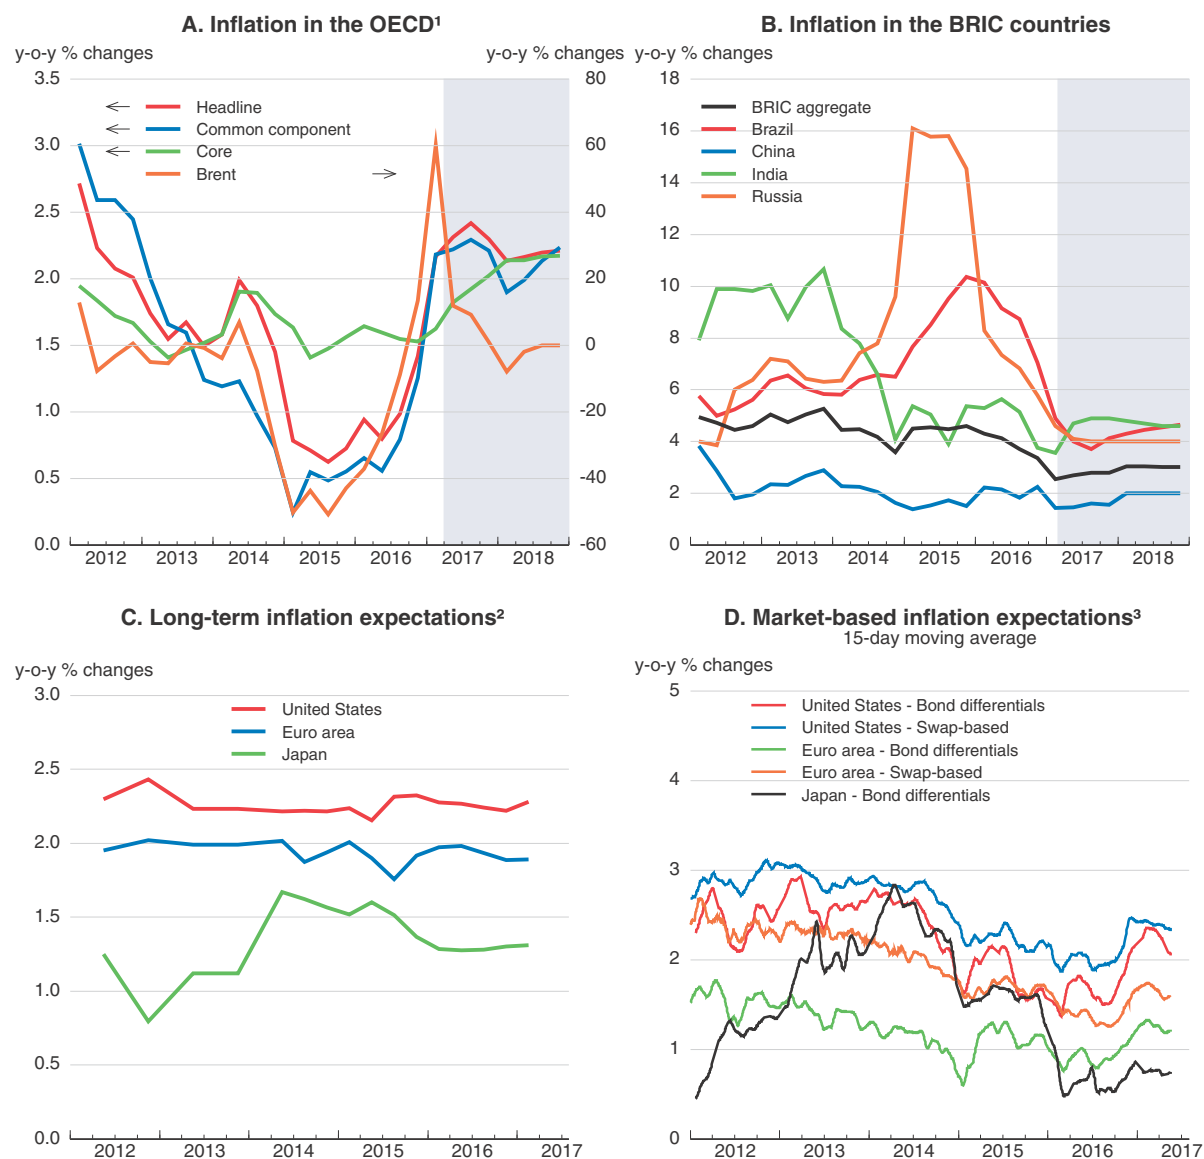 A. Inflation in the OECD¹
y-o-y % changes
y-o-y % changes
3.5
3.0
2.5
2.0
1.5
1.0
0.5
0.0
80
60
40
20
0
-20
-40
-60
← Headline
← Common component
← Core
Brent →
2012 2013 2014 2015 2016 2017 2018
B. Inflation in the BRIC countries
y-o-y % changes
18
16
14
12
10
8
6
4
2
0
BRIC aggregate
Brazil
China
India
Russia
2012 2013 2014 2015 2016 2017 2018
C. Long-term inflation expectations²
y-o-y % changes
3.0
2.5
2.0
1.5
1.0
0.5
0.0
United States
Euro area
Japan
2012 2013 2014 2015 2016 2017
D. Market-based inflation expectations³
15-day moving average
y-o-y % changes
5
4
3
2
1
0
United States - Bond differentials
United States - Swap-based
Euro area - Bond differentials
Euro area - Swap-based
Japan - Bond differentials
2012 2013 2014 2015 2016 2017